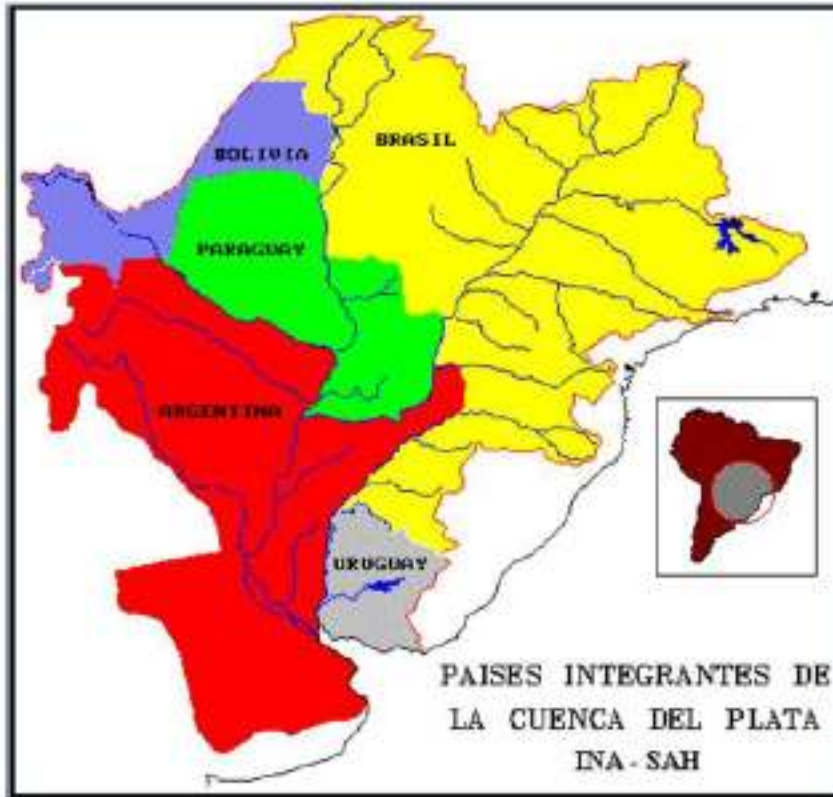 BOLIVIA
BRASIL
PARAGUAY
ARGENTINA
URUGUAY
PAISES INTEGRANTES DE
LA CUENCA DEL PLATA
INA-SAH